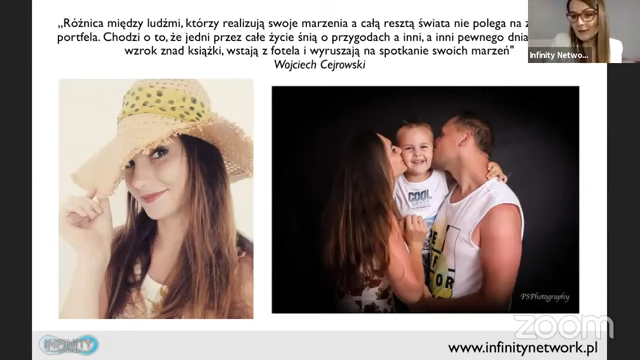 „Różnica między ludźmi, którzy realizują swoje marzenia a całą resztą świata nie polega na
portfela. Chodzi o to, że jedni przez całe życie śnią o przygodach a inni, a inni pewnego dnia
wzrok znad książki, wstają z fotela i wyruszają na spotkanie swoich marzeń"
Wojciech Cejrowski
Infinity Netwo...
COOL
PSPhotography
zoom
INFINITY
www.infinitynetwork.pl